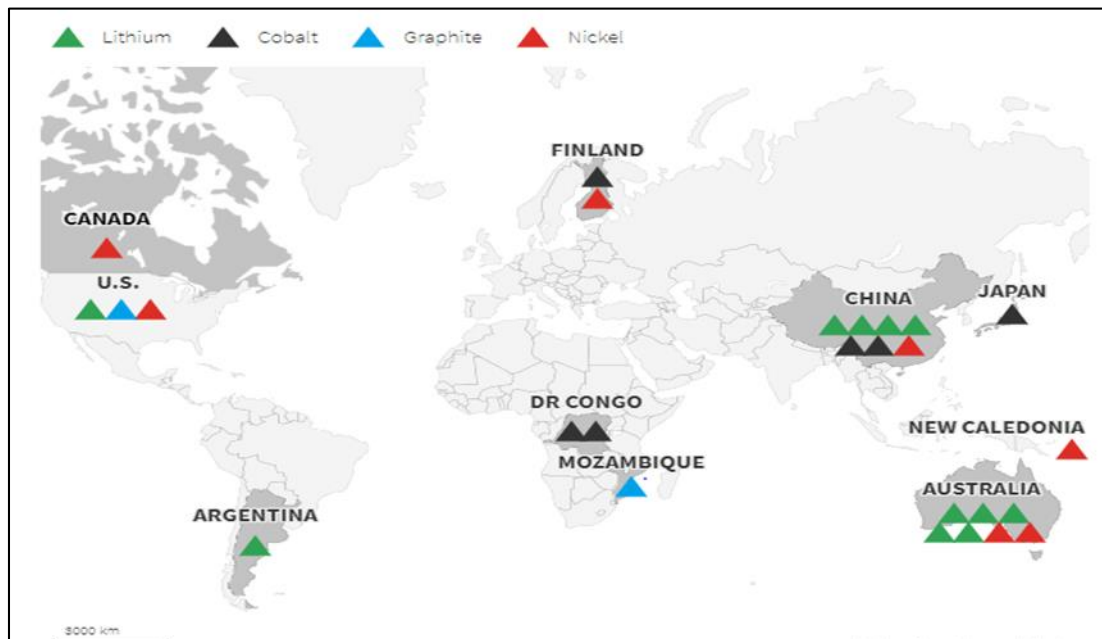 Lithium Cobalt Graphite Nickel
FINLAND
CANADA
U.S.
CHINA
JAPAN
DR CONGO
NEW CALEDONIA
MOZAMBIQUE
AUSTRALIA
ARGENTINA
3000 km